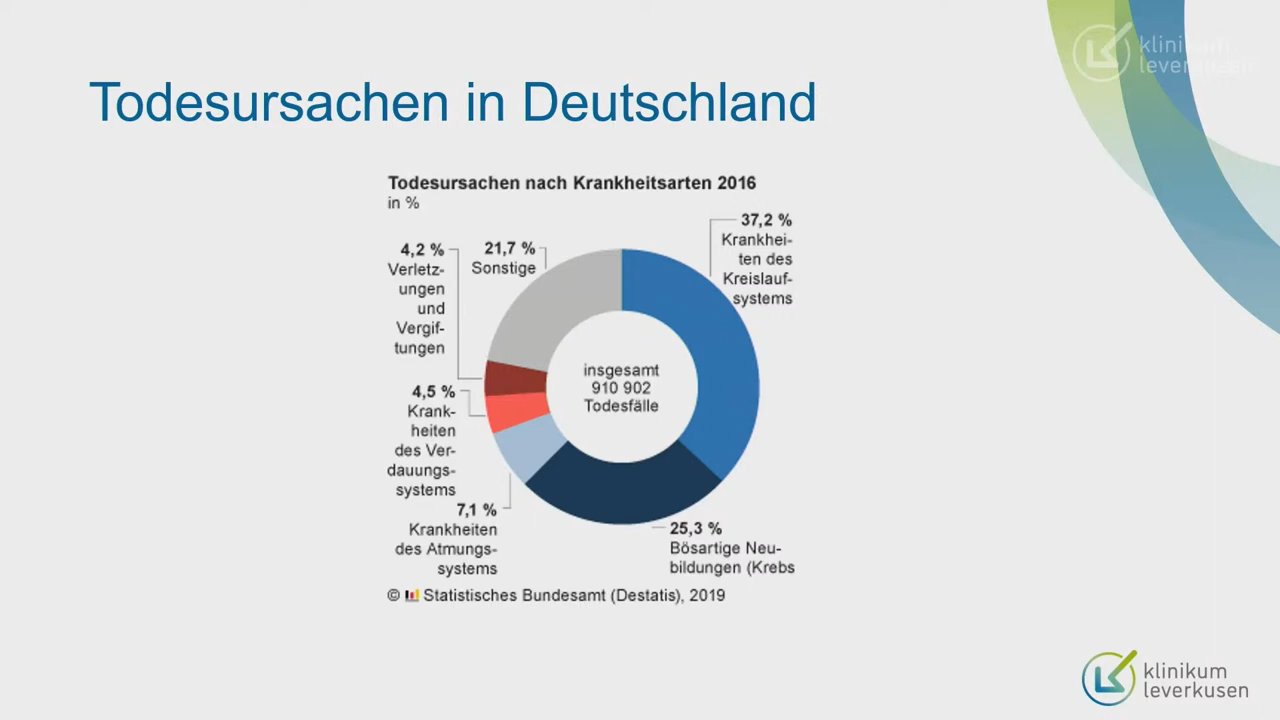 klinikum
leverkusen
Todesursachen in Deutschland
Todesursachen nach Krankheitsarten 2016
in %
37,2 %
Krankhei-
ten des
Kreislauf-
systems
21,7 %
Sonstige
4,2 %
Verletz-
ungen
und
Vergif-
tungen
insgesamt
910 902
Todesfälle
4,5 %
Krank-
heiten
des Ver-
dauungs-
systems
7,1 %
Krankheiten
des Atmungs-
systems
25,3 %
Bösartige Neu-
bildungen (Krebs
© Statistisches Bundesamt (Destatis), 2019
klinikum
leverkusen